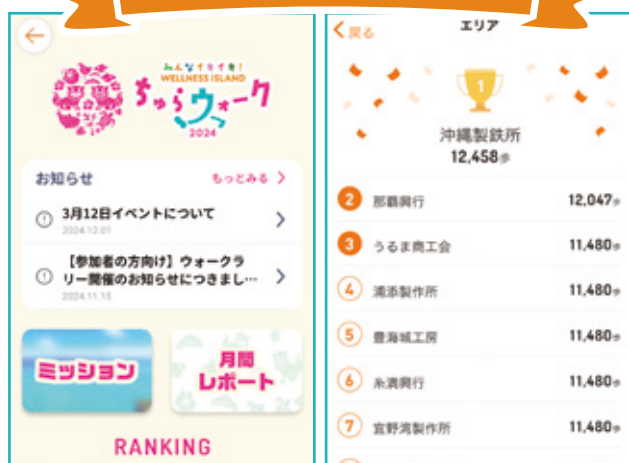 みんなイキイキ!
WELLNESS ISLAND
ちゅらウォーク
2024
お知らせ
もっとみる
3月12日イベントについて
2024.12.01
【参加者の方向け】ウォークラ
リー開催のお知らせにつきまし…
2024.11.15
ミッション
月間
レポート
RANKING
戻る
エリア
1
沖縄製鉄所
12,458歩
2 那覇興行 12,047歩
3 うるま商工会 11,480歩
4 浦添製作所 11,480歩
5 豊海城工房 11,480歩
6 糸満興行 11,480歩
7 宜野湾製作所 11,480歩